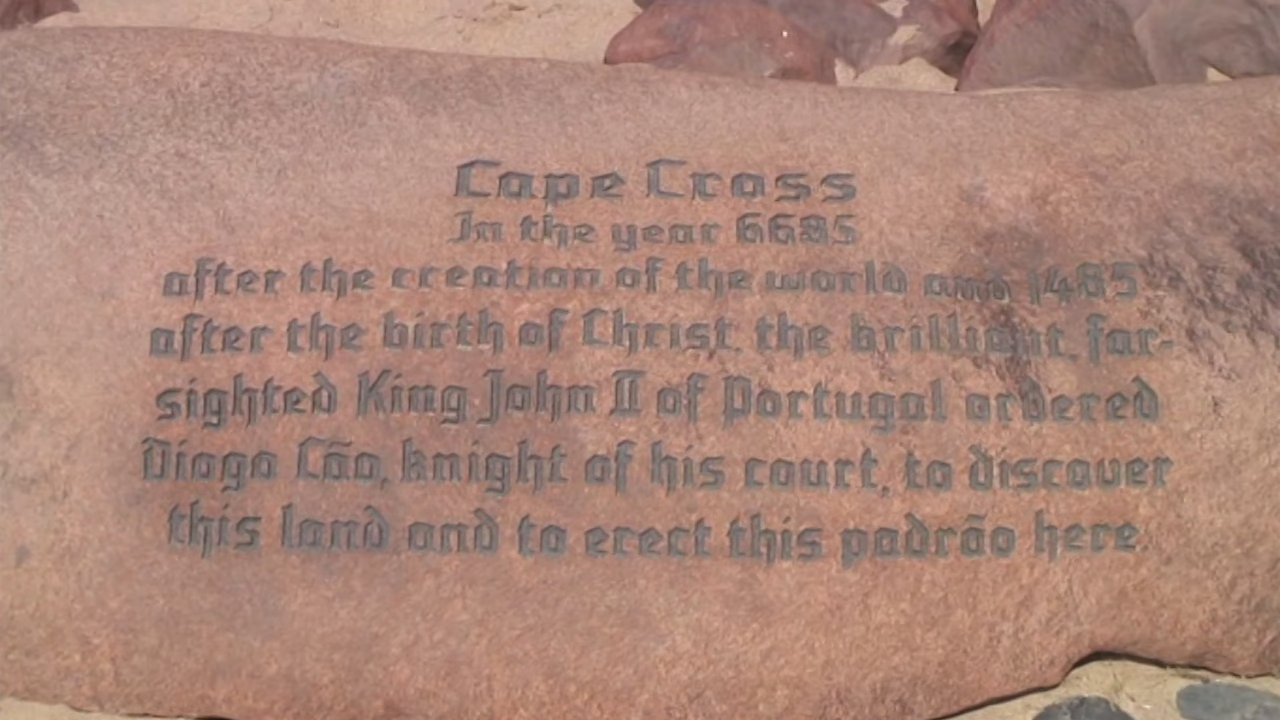 Cape Cross
In the year 6685
after the creation of the world and 1485
after the birth of Christ, the brilliant, far-
sighted King John II of Portugal ordered
Diogo Cão, knight of his court, to discover
this land and to erect this padrão here.